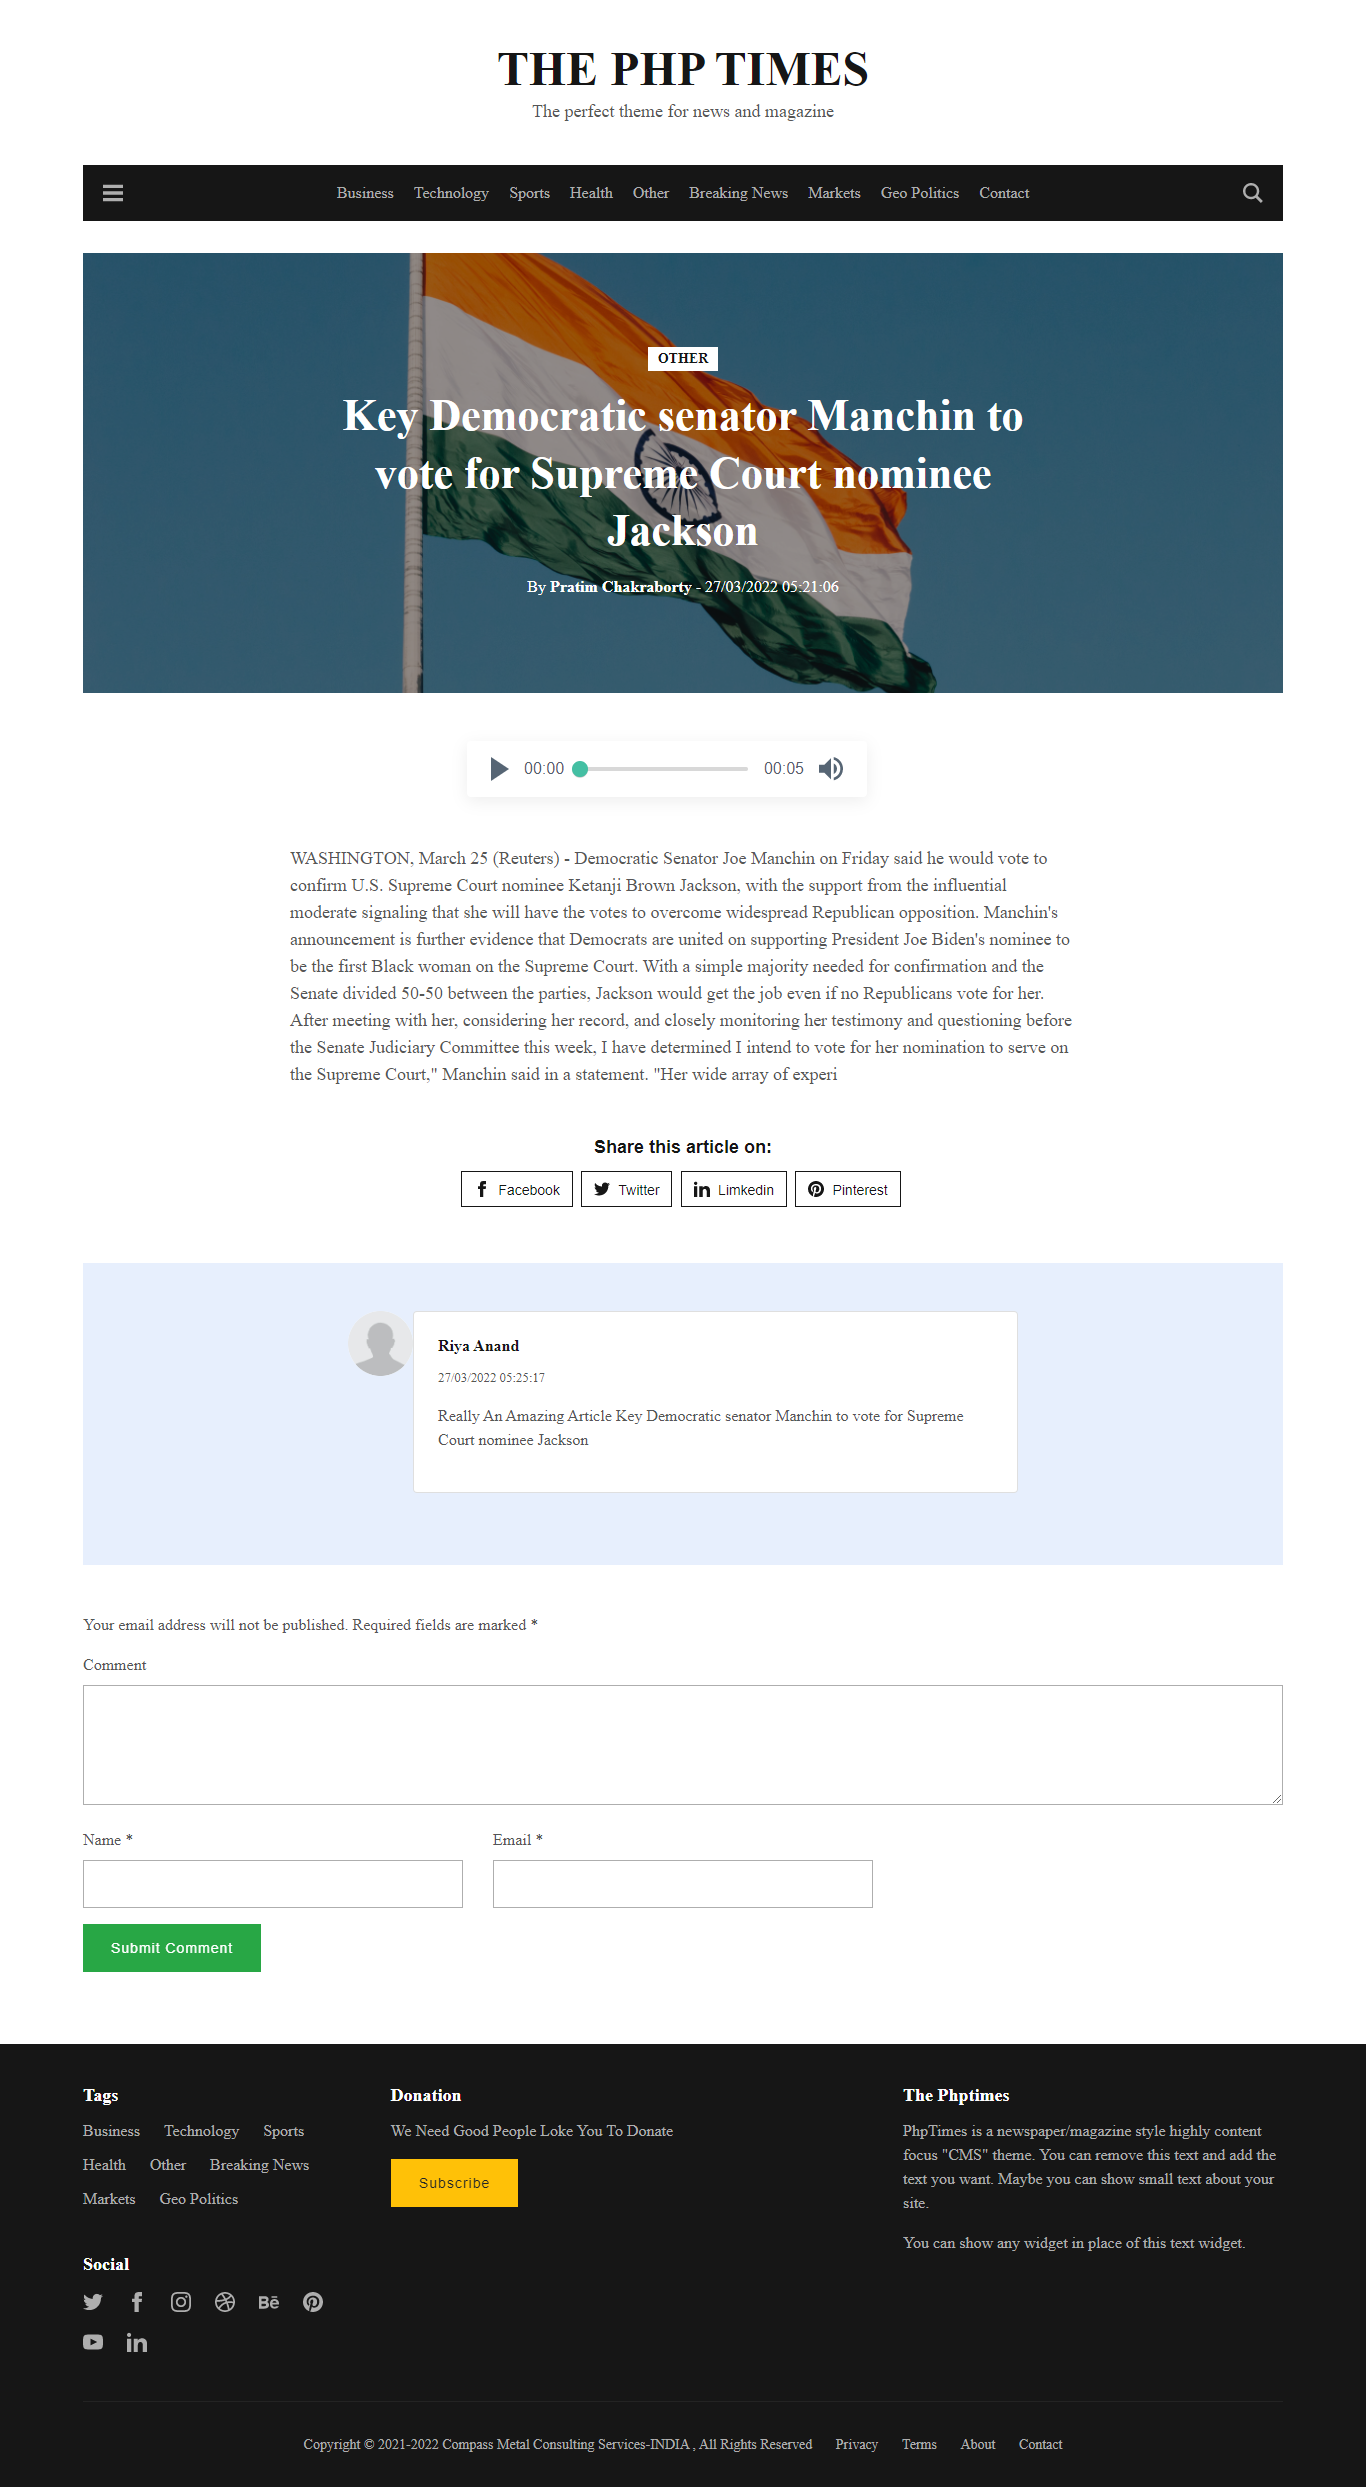 THE PHP TIMES
The perfect theme for news and magazine
Business Technology Sports Health Other Breaking News Markets Geo Politics Contact
OTHER
Key Democratic senator Manchin to
vote for Supreme Court nominee
Jackson
By Pratim Chakraborty - 27/03/2022 05:21:06
00:00 00:05
WASHINGTON, March 25 (Reuters) - Democratic Senator Joe Manchin on Friday said he would vote to
confirm U.S. Supreme Court nominee Ketanji Brown Jackson, with the support from the influential
moderate signaling that she will have the votes to overcome widespread Republican opposition. Manchin's
announcement is further evidence that Democrats are united on supporting President Joe Biden's nominee to
be the first Black woman on the Supreme Court. With a simple majority needed for confirmation and the
Senate divided 50-50 between the parties, Jackson would get the job even if no Republicans vote for her.
After meeting with her, considering her record, and closely monitoring her testimony and questioning before
the Senate Judiciary Committee this week, I have determined I intend to vote for her nomination to serve on
the Supreme Court," Manchin said in a statement. "Her wide array of experi
Share this article on:
Facebook Twitter Limkedin Pinterest
Riya Anand
27/03/2022 05:25:17
Really An Amazing Article Key Democratic senator Manchin to vote for Supreme
Court nominee Jackson
Your email address will not be published. Required fields are marked *
Comment
Name * Email *
Submit Comment
Tags
Business Technology Sports
Health Other Breaking News
Markets Geo Politics
Social
Bē
Donation
We Need Good People Loke You To Donate
Subscribe
The Phptimes
PhpTimes is a newspaper/magazine style highly content
focus "CMS" theme. You can remove this text and add the
text you want. Maybe you can show small text about your
site.
You can show any widget in place of this text widget.
Copyright © 2021-2022 Compass Metal Consulting Services-INDIA , All Rights Reserved Privacy Terms About Contact